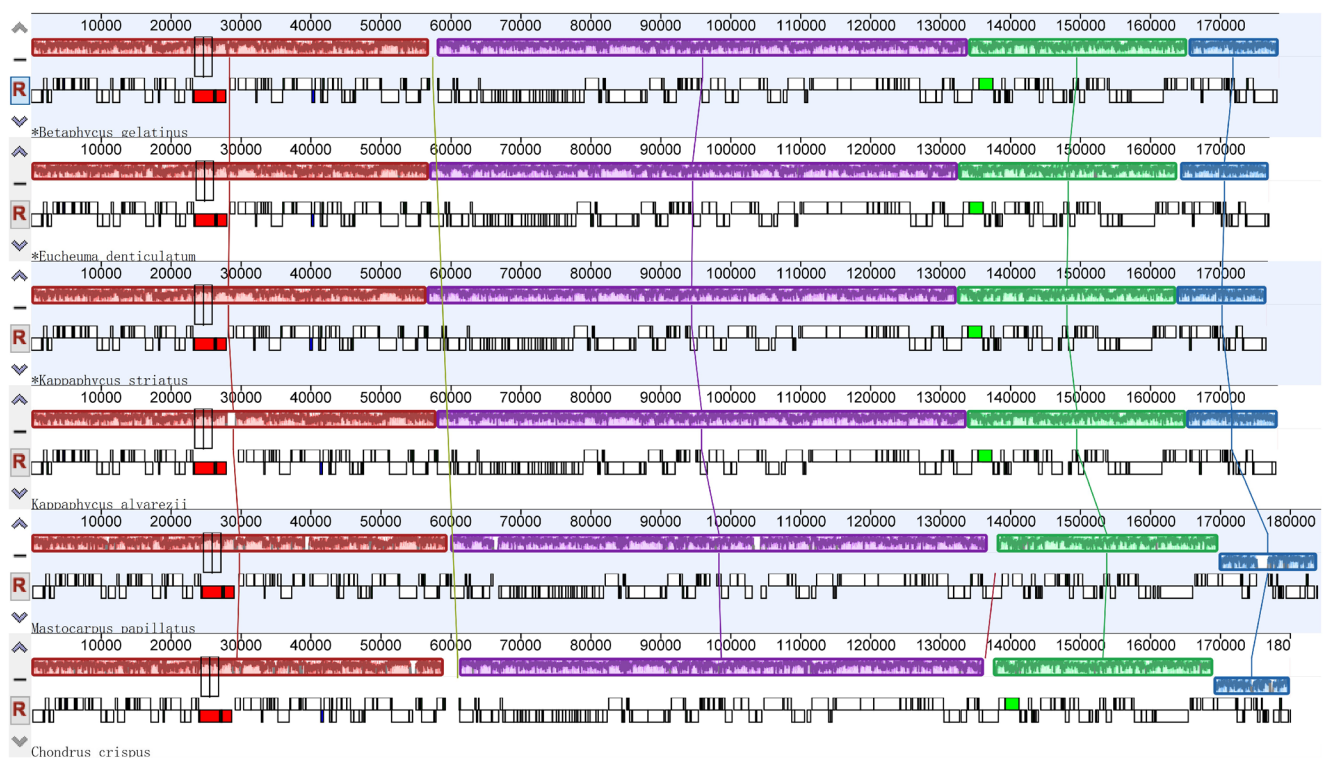 10000 20000 30000 40000 50000 60000 70000 80000 90000 100000 110000 120000 130000 140000 150000 160000 170000
R
*Betaphycus gelatinus
10000 20000 30000 40000 50000 60000 70000 80000 90000 100000 110000 120000 130000 140000 150000 160000 170000
R
*Eucheuma denticulatum
10000 20000 30000 40000 50000 60000 70000 80000 90000 100000 110000 120000 130000 140000 150000 160000 170000
R
*Kappaphycus striatus
10000 20000 30000 40000 50000 60000 70000 80000 90000 100000 110000 120000 130000 140000 150000 160000 170000
R
Kappaphycus alvarezii
10000 20000 30000 40000 50000 60000 70000 80000 90000 100000 110000 120000 130000 140000 150000 160000 170000 180000
R
Mastocarpus papillatus
10000 20000 30000 40000 50000 60000 70000 80000 90000 100000 110000 120000 130000 140000 150000 160000 170000 180
R
Chondrus crispus